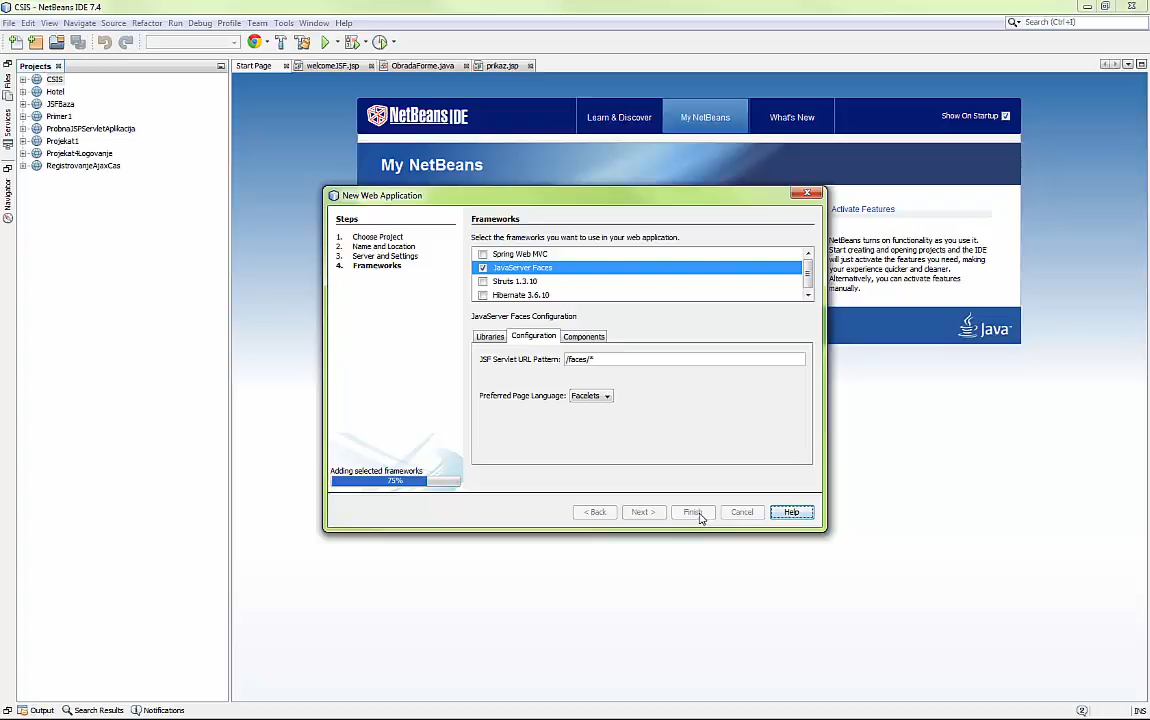 CSIS - NetBeans IDE 7.4
File Edit View Navigate Source Refactor Run Debug Profile Team Tools Window Help
Search (Ctrl+I)
Projects
Start Page welcomeJSF.jsp ObradaForme.java prikaz.jsp
Files
Services
Navigator
CSIS
Hotel
JSFBaza
Primer1
ProbnaJSPServletAplikacija
Projekat1
Projekat4Logovanje
RegistrovanjeAjaxCas
NetBeans IDE
Learn & Discover
My NetBeans
What's New
Show On Startup
My NetBeans
Activate Features
NetBeans turns on functionality as you use it.
Start creating and opening projects and the IDE
will just activate the features you need, making
your experience quicker and cleaner.
Alternatively, you can activate features
manually.
Java
New Web Application
Steps
1. Choose Project
2. Name and Location
3. Server and Settings
4. Frameworks
Frameworks
Select the frameworks you want to use in your web application.
Spring Web MVC
JavaServer Faces
Struts 1.3.10
Hibernate 3.6.10
JavaServer Faces Configuration
Libraries Configuration Components
JSF Servlet URL Pattern: /faces/*
Preferred Page Language: Facelets
Adding selected frameworks
75%
< Back Next > Finish Cancel Help
Output Search Results Notifications
2
INS